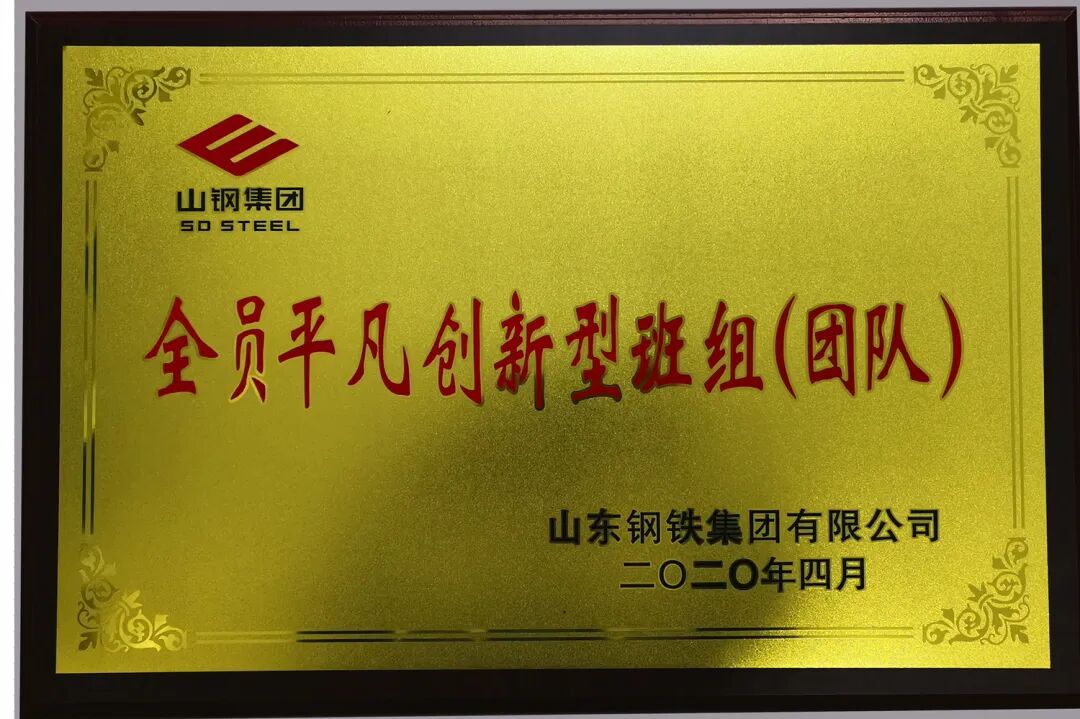 山钢集团
SD STEEL
全员平凡创新型班组(团队)
山东钢铁集团有限公司
二〇二〇年四月